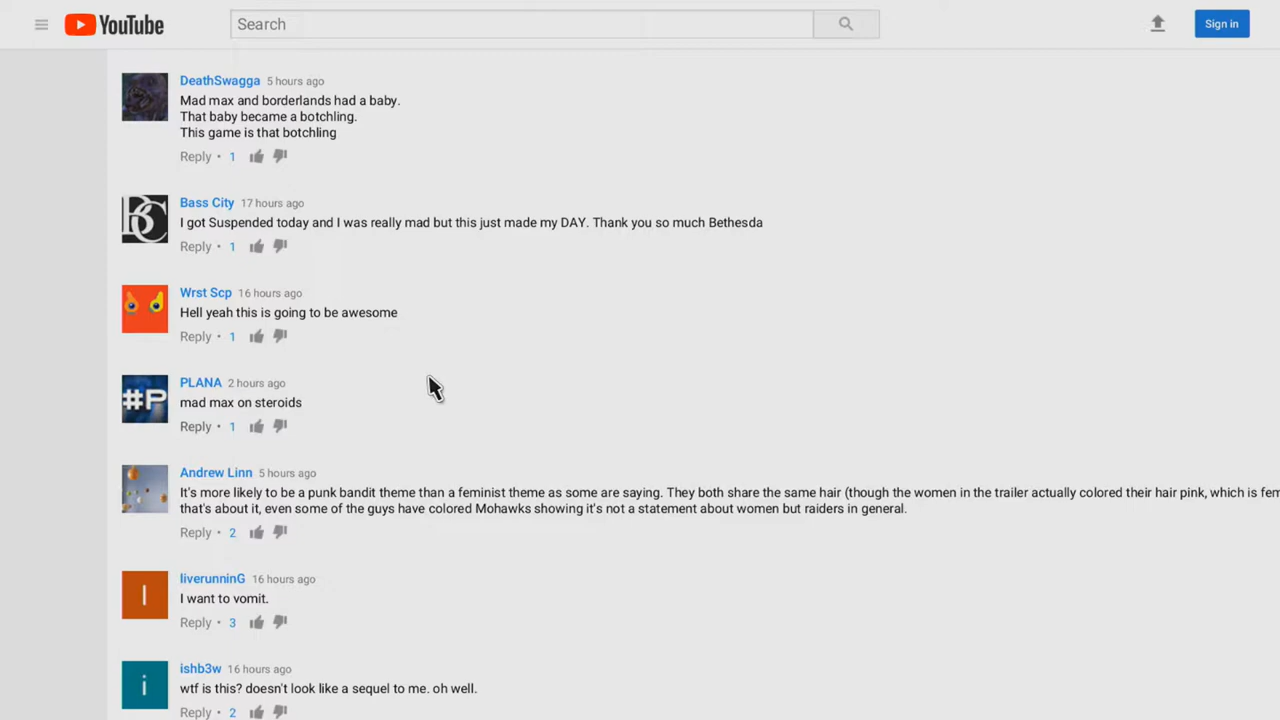 YouTube
Search
Sign in
DeathSwagga 5 hours ago
Mad max and borderlands had a baby.
That baby became a botchling.
This game is that botchling
Reply • 1
Bass City 17 hours ago
I got Suspended today and I was really mad but this just made my DAY. Thank you so much Bethesda
Reply • 1
Wrst Scp 16 hours ago
Hell yeah this is going to be awesome
Reply • 1
#P
PLANA 2 hours ago
mad max on steroids
Reply • 1
Andrew Linn 5 hours ago
It's more likely to be a punk bandit theme than a feminist theme as some are saying. They both share the same hair (though the women in the trailer actually colored their hair pink, which is fem
that's about it, even some of the guys have colored Mohawks showing it's not a statement about women but raiders in general.
Reply • 2
l
liverunninG 16 hours ago
I want to vomit.
Reply • 3
i
ishb3w 16 hours ago
wtf is this? doesn't look like a sequel to me. oh well.
Reply • 2